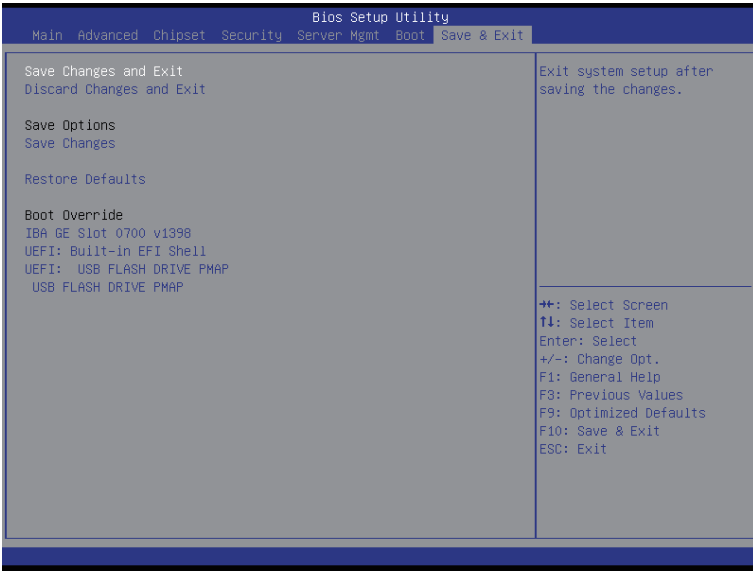 Bios Setup Utility
Main Advanced Chipset Security Server Mgmt Boot Save & Exit
Save Changes and Exit
Discard Changes and Exit
Save Options
Save Changes
Restore Defaults
Boot Override
IBA GE Slot 0700 v1398
UEFI: Built-in EFI Shell
UEFI: USB FLASH DRIVE PMAP
USB FLASH DRIVE PMAP
Exit system setup after
saving the changes.
→←: Select Screen
↑↓: Select Item
Enter: Select
+/-: Change Opt.
F1: General Help
F3: Previous Values
F9: Optimized Defaults
F10: Save & Exit
ESC: Exit